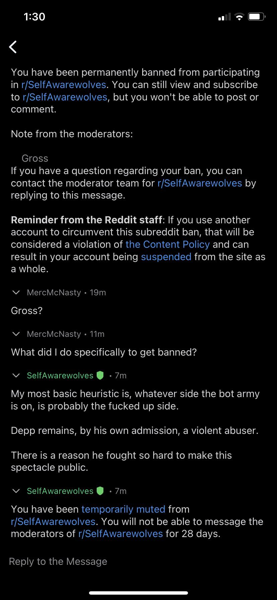 1:30
You have been permanently banned from participating
in r/SelfAwarewolves. You can still view and subscribe
to r/SelfAwarewolves, but you won't be able to post or
comment.
Note from the moderators:
Gross
If you have a question regarding your ban, you can
contact the moderator team for r/SelfAwarewolves by
replying to this message.
Reminder from the Reddit staff: If you use another
account to circumvent this subreddit ban, that will be
considered a violation of the Content Policy and can
result in your account being suspended from the site as
a whole.
MercMcNasty • 19m
Gross?
MercMcNasty • 11m
What did I do specifically to get banned?
SelfAwarewolves • 7m
My most basic heuristic is, whatever side the bot army
is on, is probably the fucked up side.
Depp remains, by his own admission, a violent abuser.
There is a reason he fought so hard to make this
spectacle public.
SelfAwarewolves • 7m
You have been temporarily muted from
r/SelfAwarewolves. You will not be able to message the
moderators of r/SelfAwarewolves for 28 days.
Reply to the Message